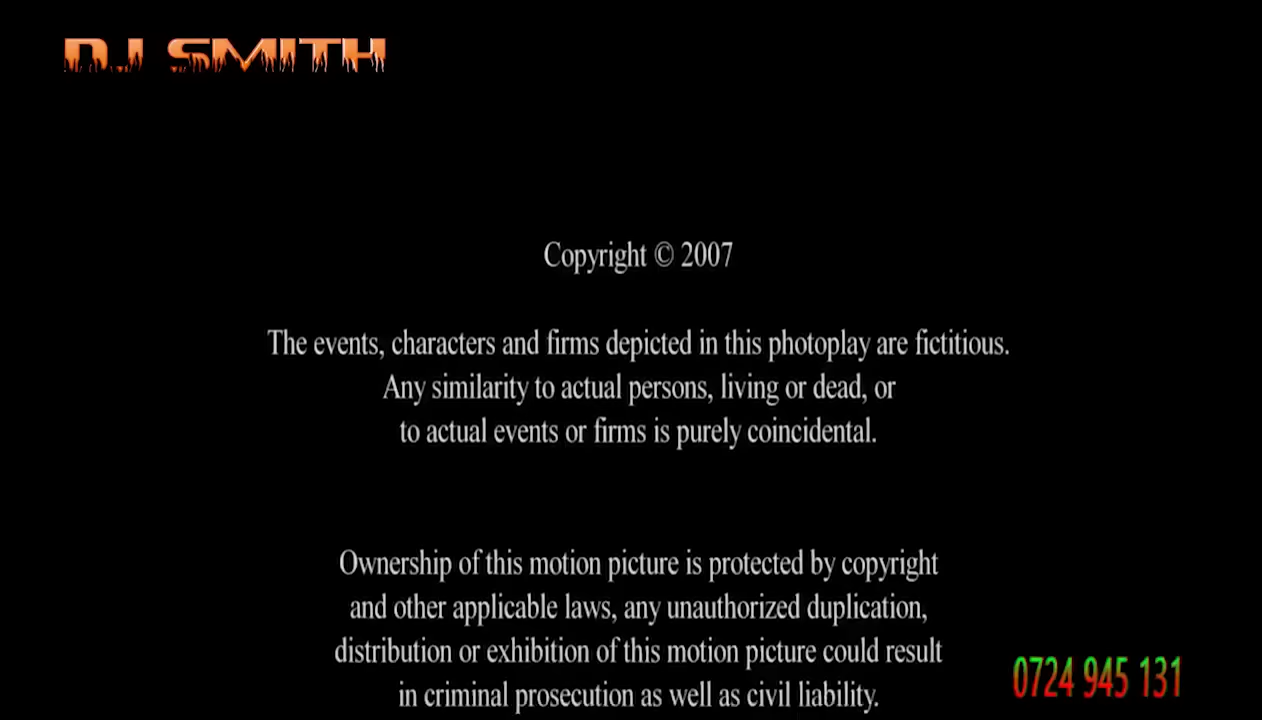 DJ SMITH
Copyright © 2007
The events, characters and firms depicted in this photoplay are fictitious.
Any similarity to actual persons, living or dead, or
to actual events or firms is purely coincidental.
Ownership of this motion picture is protected by copyright
and other applicable laws, any unauthorized duplication,
distribution or exhibition of this motion picture could result
in criminal prosecution as well as civil liability.
0724 945 131